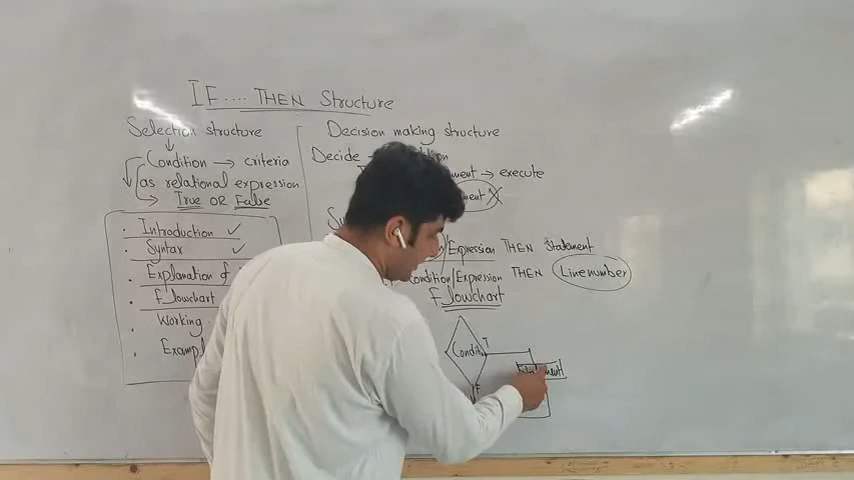 IF.... THEN Structure
Selection structure
Condition → criteria
as relational expression
True OR False
Introduction ✓
Syntax ✓
Explanation of
Flowchart
Working
Decision making structure
Decide
→ execute
/Expression THEN Statement
Condition/Expression THEN Linenumber
Flowchart
T
F